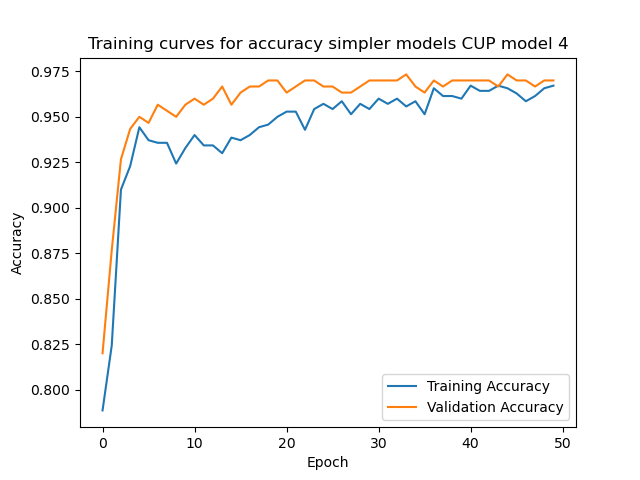 Training curves for accuracy simpler models CUP model 4
0.975
0.950
0.925
0.900
0.875
0.850
0.825
0.800
Accuracy
Training Accuracy
Validation Accuracy
0 10 20 30 40 50
Epoch